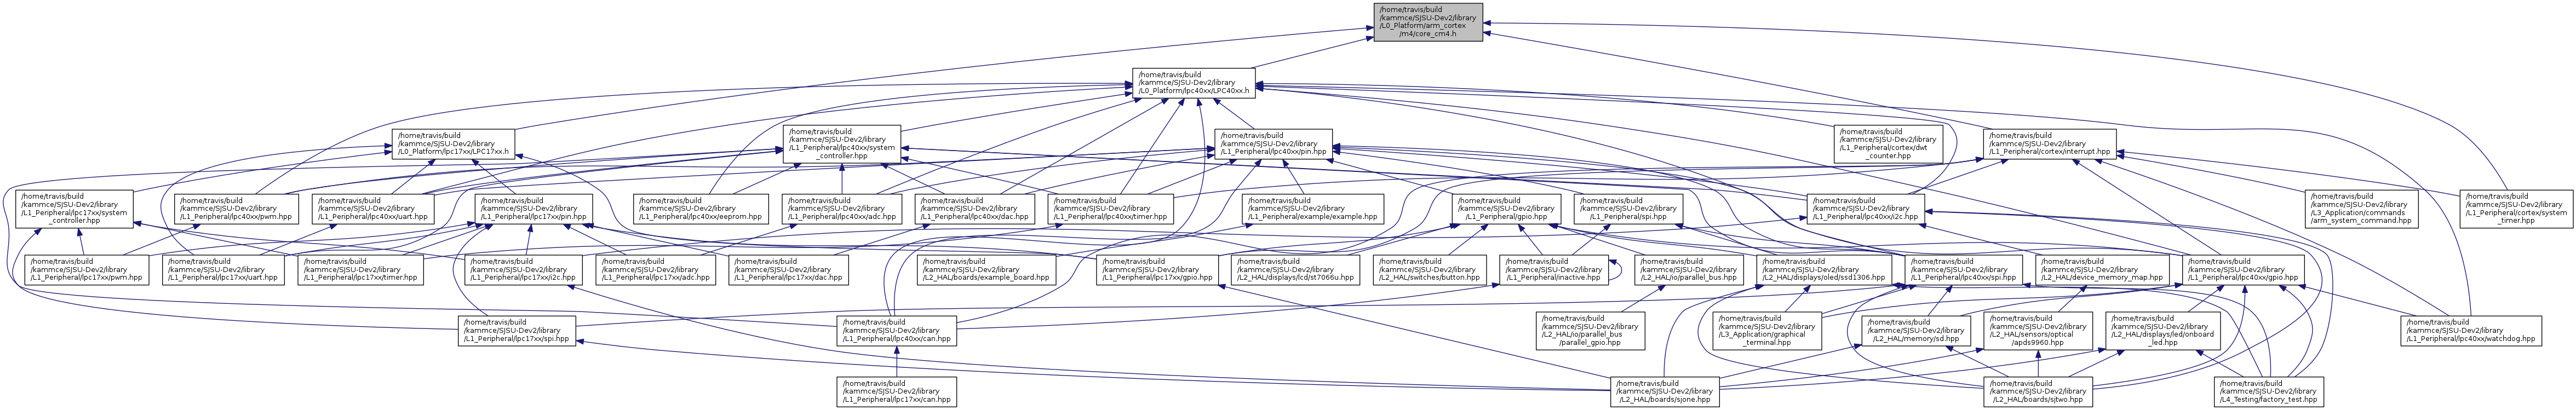 /home/travis/build
/kammce/SJSU-Dev2/library
/L0_Platform/arm_cortex
/m4/core_cm4.h
/home/travis/build
/kammce/SJSU-Dev2/library
/L0_Platform/lpc40xx/LPC40xx.h
/home/travis/build
/kammce/SJSU-Dev2/library
/L0_Platform/lpc17xx/LPC17xx.h
/home/travis/build
/kammce/SJSU-Dev2/library
/L1_Peripheral/lpc40xx/system
_controller.hpp
/home/travis/build
/kammce/SJSU-Dev2/library
/L1_Peripheral/lpc40xx/pin.hpp
/home/travis/build
/kammce/SJSU-Dev2/library
/L1_Peripheral/cortex/dwt
_counter.hpp
/home/travis/build
/kammce/SJSU-Dev2/library
/L1_Peripheral/cortex/interrupt.hpp
/home/travis/build
/kammce/SJSU-Dev2/library
/L1_Peripheral/lpc17xx/system
_controller.hpp
/home/travis/build
/kammce/SJSU-Dev2/library
/L1_Peripheral/lpc40xx/pwm.hpp
/home/travis/build
/kammce/SJSU-Dev2/library
/L1_Peripheral/lpc40xx/uart.hpp
/home/travis/build
/kammce/SJSU-Dev2/library
/L1_Peripheral/lpc17xx/pin.hpp
/home/travis/build
/kammce/SJSU-Dev2/library
/L1_Peripheral/lpc40xx/eeprom.hpp
/home/travis/build
/kammce/SJSU-Dev2/library
/L1_Peripheral/lpc40xx/adc.hpp
/home/travis/build
/kammce/SJSU-Dev2/library
/L1_Peripheral/lpc40xx/dac.hpp
/home/travis/build
/kammce/SJSU-Dev2/library
/L1_Peripheral/lpc40xx/timer.hpp
/home/travis/build
/kammce/SJSU-Dev2/library
/L1_Peripheral/example/example.hpp
/home/travis/build
/kammce/SJSU-Dev2/library
/L1_Peripheral/gpio.hpp
/home/travis/build
/kammce/SJSU-Dev2/library
/L1_Peripheral/spi.hpp
/home/travis/build
/kammce/SJSU-Dev2/library
/L1_Peripheral/lpc40xx/i2c.hpp
/home/travis/build
/kammce/SJSU-Dev2/library
/L3_Application/commands
/arm_system_command.hpp
/home/travis/build
/kammce/SJSU-Dev2/library
/L1_Peripheral/cortex/system
_timer.hpp
/home/travis/build
/kammce/SJSU-Dev2/library
/L1_Peripheral/lpc17xx/pwm.hpp
/home/travis/build
/kammce/SJSU-Dev2/library
/L1_Peripheral/lpc17xx/uart.hpp
/home/travis/build
/kammce/SJSU-Dev2/library
/L1_Peripheral/lpc17xx/timer.hpp
/home/travis/build
/kammce/SJSU-Dev2/library
/L1_Peripheral/lpc17xx/i2c.hpp
/home/travis/build
/kammce/SJSU-Dev2/library
/L1_Peripheral/lpc17xx/adc.hpp
/home/travis/build
/kammce/SJSU-Dev2/library
/L1_Peripheral/lpc17xx/dac.hpp
/home/travis/build
/kammce/SJSU-Dev2/library
/L2_HAL/boards/example_board.hpp
/home/travis/build
/kammce/SJSU-Dev2/library
/L1_Peripheral/lpc17xx/gpio.hpp
/home/travis/build
/kammce/SJSU-Dev2/library
/L2_HAL/displays/lcd/st7066u.hpp
/home/travis/build
/kammce/SJSU-Dev2/library
/L2_HAL/switches/button.hpp
/home/travis/build
/kammce/SJSU-Dev2/library
/L1_Peripheral/inactive.hpp
/home/travis/build
/kammce/SJSU-Dev2/library
/L2_HAL/io/parallel_bus.hpp
/home/travis/build
/kammce/SJSU-Dev2/library
/L2_HAL/displays/oled/ssd1306.hpp
/home/travis/build
/kammce/SJSU-Dev2/library
/L1_Peripheral/lpc40xx/spi.hpp
/home/travis/build
/kammce/SJSU-Dev2/library
/L2_HAL/device_memory_map.hpp
/home/travis/build
/kammce/SJSU-Dev2/library
/L1_Peripheral/lpc40xx/gpio.hpp
/home/travis/build
/kammce/SJSU-Dev2/library
/L1_Peripheral/lpc17xx/spi.hpp
/home/travis/build
/kammce/SJSU-Dev2/library
/L1_Peripheral/lpc40xx/can.hpp
/home/travis/build
/kammce/SJSU-Dev2/library
/L2_HAL/io/parallel_bus
/parallel_gpio.hpp
/home/travis/build
/kammce/SJSU-Dev2/library
/L3_Application/graphical
_terminal.hpp
/home/travis/build
/kammce/SJSU-Dev2/library
/L2_HAL/memory/sd.hpp
/home/travis/build
/kammce/SJSU-Dev2/library
/L2_HAL/sensors/optical
/apds9960.hpp
/home/travis/build
/kammce/SJSU-Dev2/library
/L2_HAL/displays/led/onboard
_led.hpp
/home/travis/build
/kammce/SJSU-Dev2/library
/L1_Peripheral/lpc40xx/watchdog.hpp
/home/travis/build
/kammce/SJSU-Dev2/library
/L1_Peripheral/lpc17xx/can.hpp
/home/travis/build
/kammce/SJSU-Dev2/library
/L2_HAL/boards/sjone.hpp
/home/travis/build
/kammce/SJSU-Dev2/library
/L2_HAL/boards/sjtwo.hpp
/home/travis/build
/kammce/SJSU-Dev2/library
/L4_Testing/factory_test.hpp